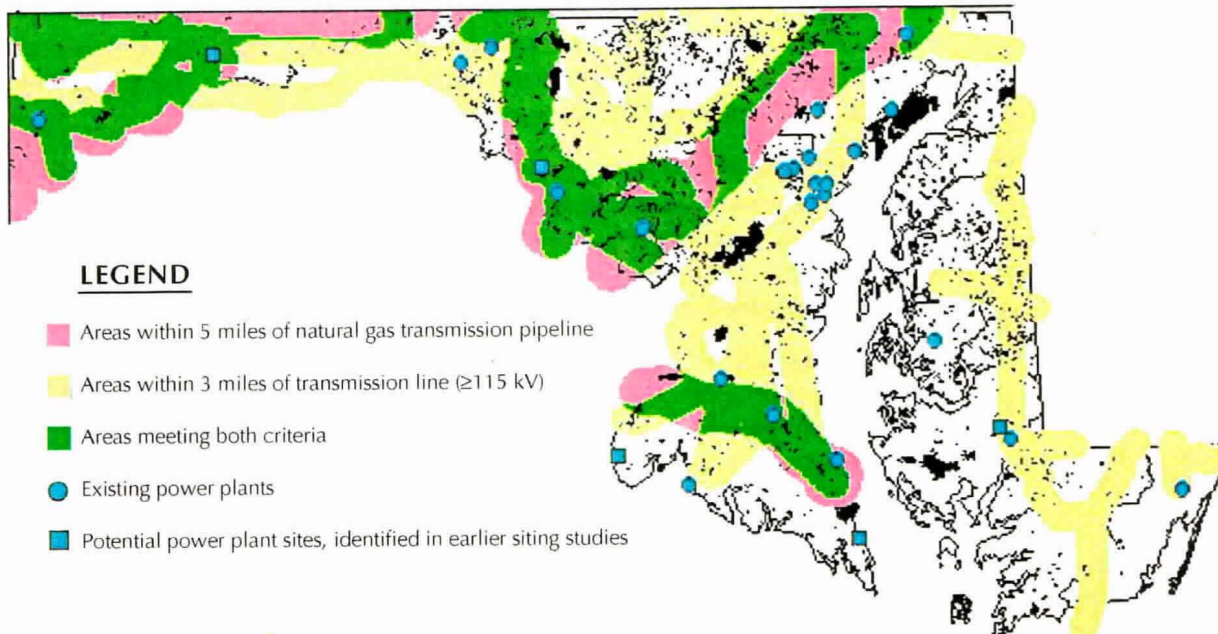 LEGEND
Areas within 5 miles of natural gas transmission pipeline
Areas within 3 miles of transmission line (≥115 kV)
Areas meeting both criteria
Existing power plants
Potential power plant sites, identified in earlier siting studies